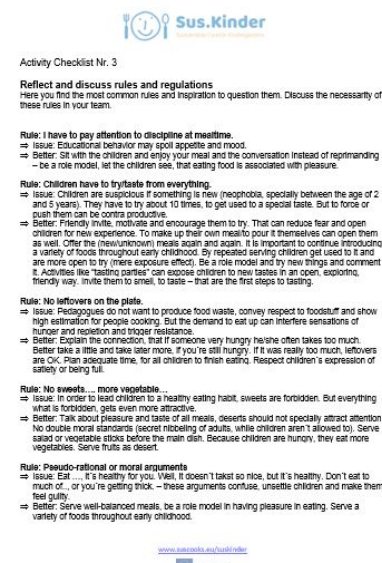 Sus.Kinder
Activity Checklist Nr. 3
Reflect and discuss rules and regulations
Here you find the most common rules and inspiration to question them. Discuss the necessarity of
these rules in your team.
Rule: I have to pay attention to discipline at mealtime.
⇒ Issue: Educational behavior may spoil appetite and mood.
⇒ Better: Sit with the children and enjoy your meal and the conversation instead of reprimanding
– be a role model, let the children see, that eating food is associated with pleasure.
Rule: Children have to try/taste from everything.
⇒ Issue: Children are suspicious if something is new (neophobia, specially between the age of 2
and 5 years). They have to try about 10 times, to get used to a special taste. But to force or
push them can be contra productive.
⇒ Better: Friendly invite, motivate and encourage them to try. That can reduce fear and open
children for new experience. To make up their own meal/to pour it themselves can open them
as well. Offer the (new/unknown) meals again and again. It is important to continue introducing
a variety of foods throughout early childhood. By repeated serving children get used to it and
are more open to try (mere exposure effect). Be a role model and try new things and comment
it. Activities like "tasting parties" can expose children to new tastes in an open, exploring,
friendly way. Invite them to smell, to taste – that are the first steps to tasting.
Rule: No leftovers on the plate.
⇒ Issue: Pedagogues do not want to produce food waste, convey respect to foodstuff and show
high estimation for people cooking. But the demand to eat up can interfere sensations of
hunger and repletion and trigger resistance.
⇒ Better: Explain the connection, that if someone very hungry he/she often takes too much.
Better take a little and take later more, if you´re still hungry. If it was really too much, leftovers
are OK. Plan adequate time, for all children to finish eating. Respect children´s expression of
satiety or being full.
Rule: No sweets.... more vegetable...
⇒ Issue: In order to lead children to a healthy eating habit, sweets are forbidden. But everything
what is forbidden, gets even more attractive.
⇒ Better: Talk about pleasure and taste of all meals, deserts should not specially attract attention
No double moral standards (secret nibbeling of adults, while children aren´t allowed to). Serve
salad or vegetable sticks before the main dish. Because children are hungry, they eat more
vegetables. Serve fruits as desert.
Rule: Pseudo-rational or moral arguments
⇒ Issue: Eat ..., it´s healthy for you. Well, it doesn´t takst so nice, but it´s healthy. Don´t eat to
much of.., or you´re getting thick. – these arguments confuse, unsettle children and make them
feel guilty.
⇒ Better: Serve well-balanced meals, be a role model in having pleasure in eating. Serve a
variety of foods throughout early childhood.
www.suscooks.eu/suskinder